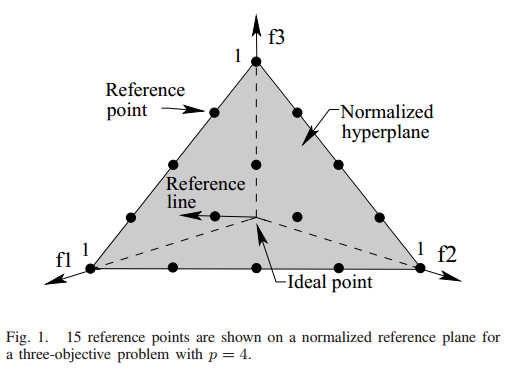 f3
1
Reference
point
Normalized
hyperplane
Reference
line
f1
1
1
f2
Ideal point
Fig. 1. 15 reference points are shown on a normalized reference plane for
a three-objective problem with p = 4.